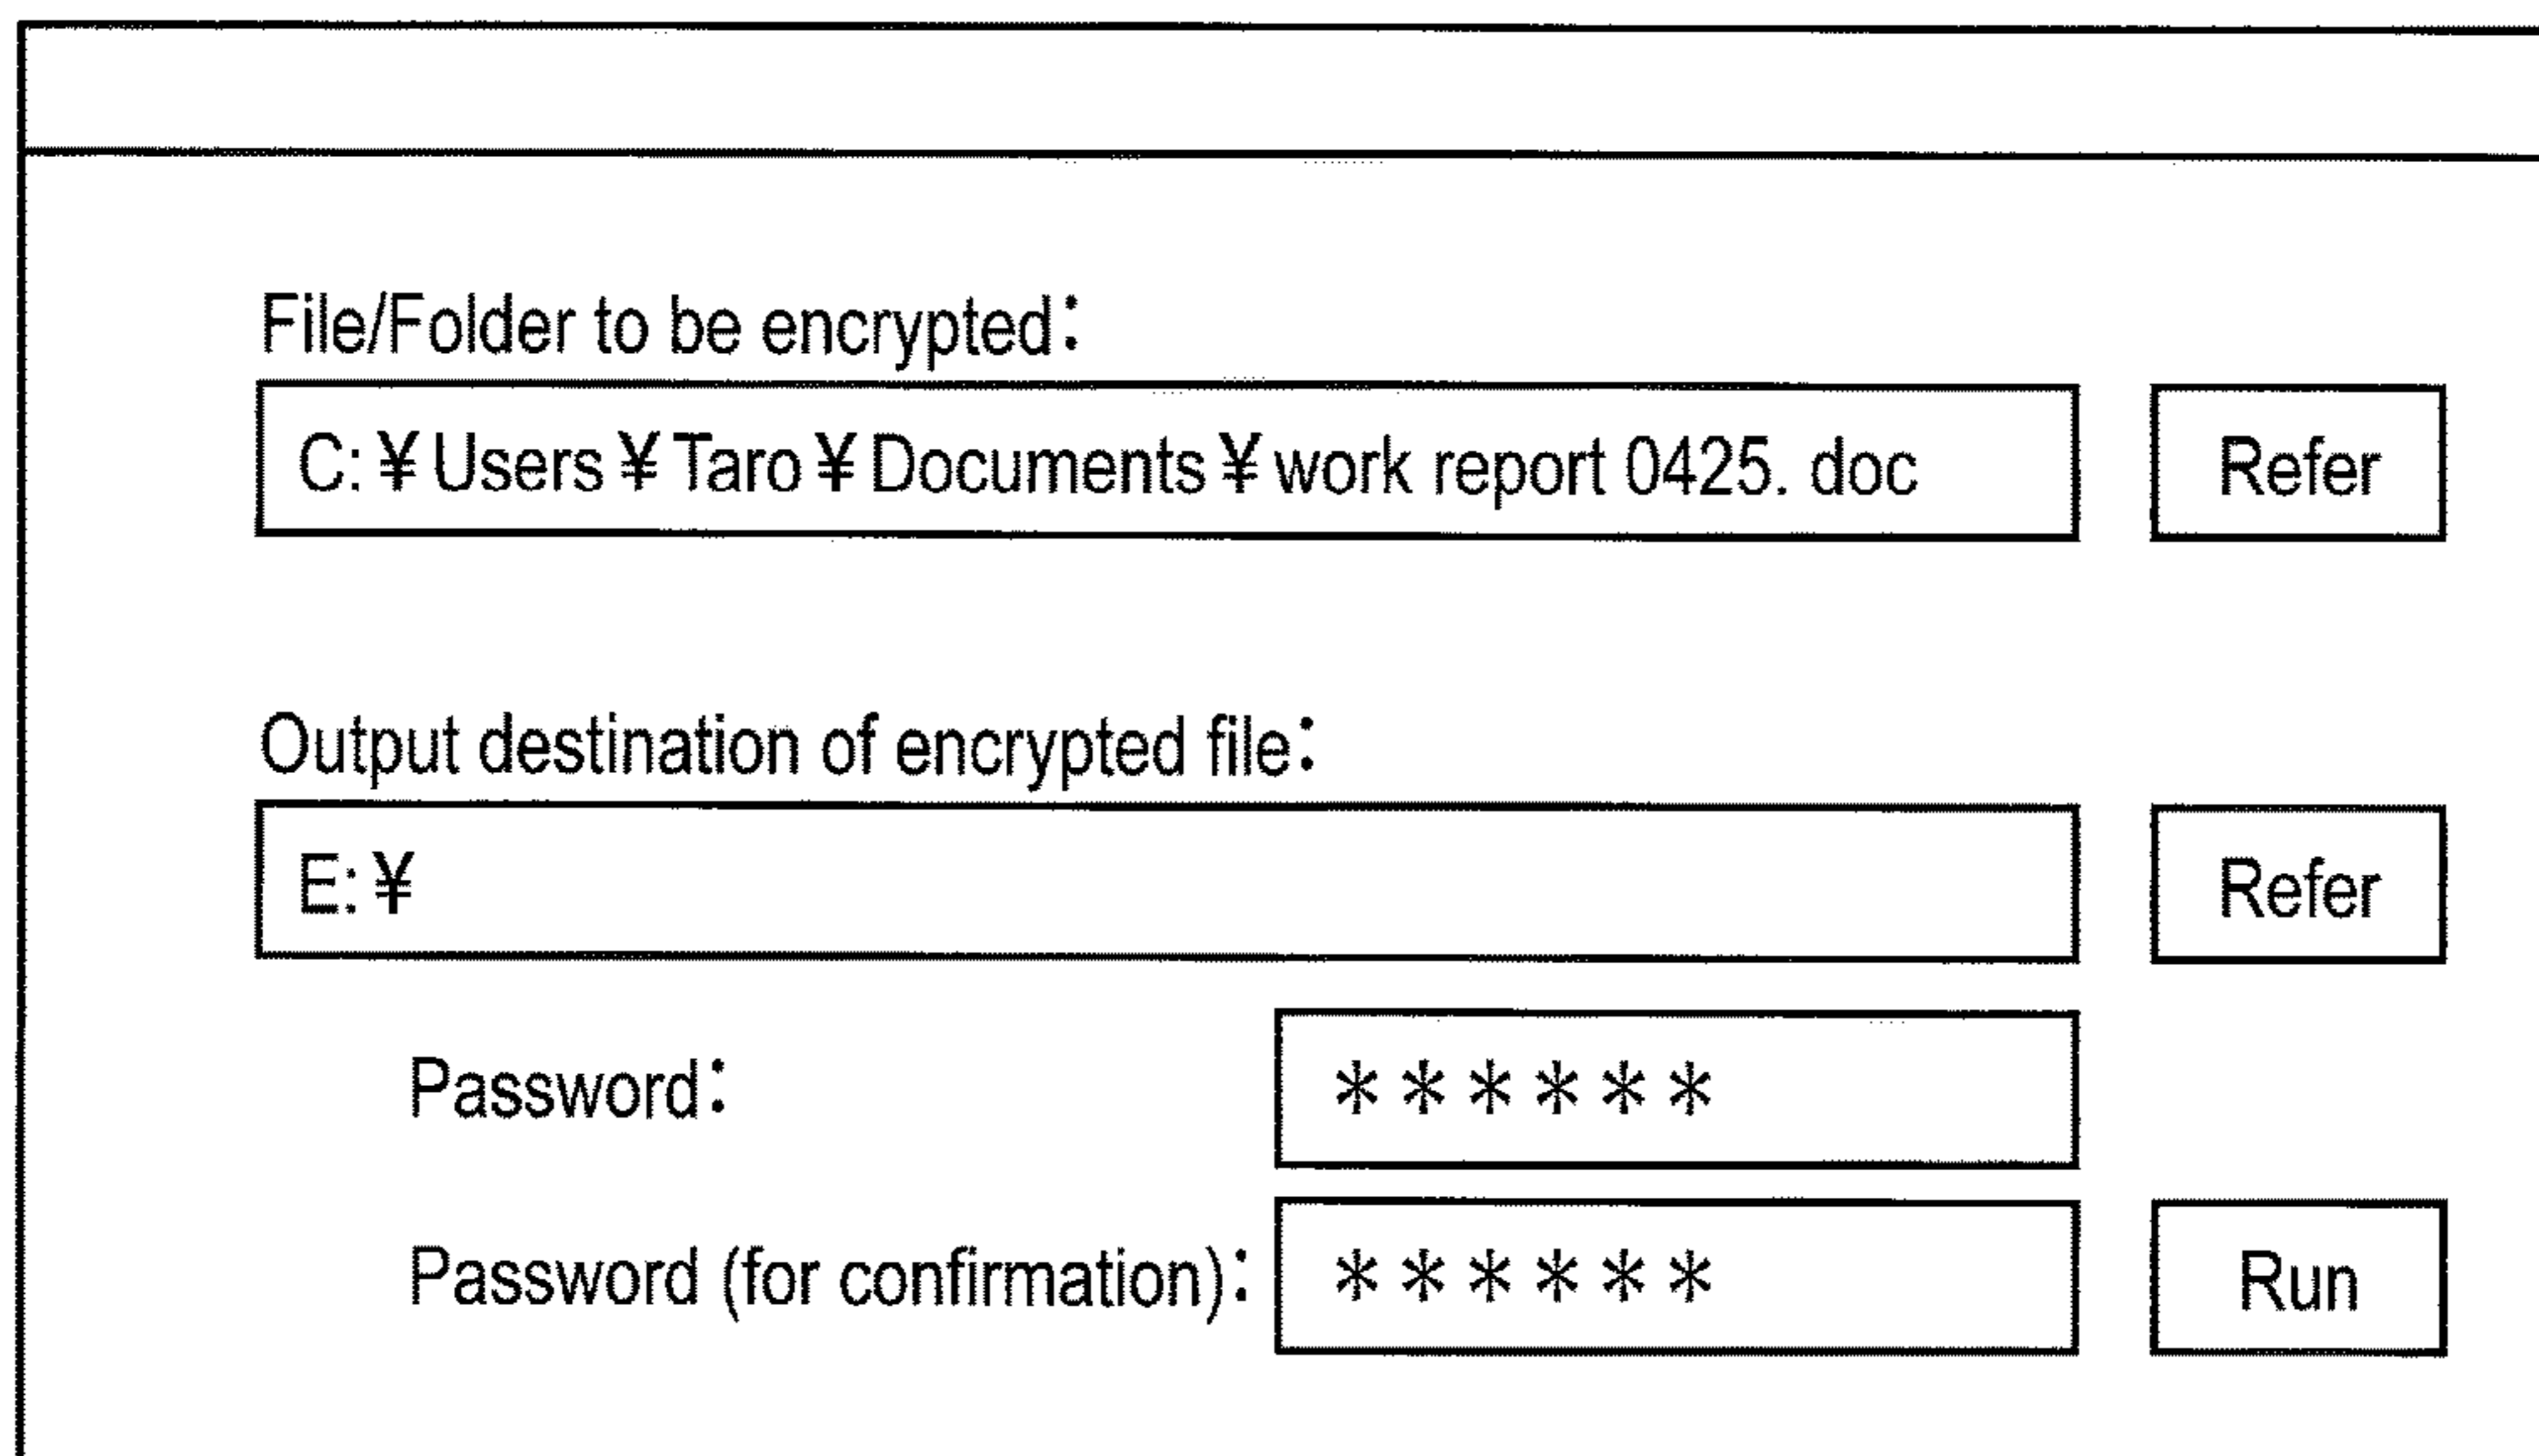 File/Folder to be encrypted:
C:¥Users¥Taro¥Documents¥work report 0425. doc Refer
Output destination of encrypted file:
E:¥ Refer
Password: ******
Password (for confirmation): ****** Run